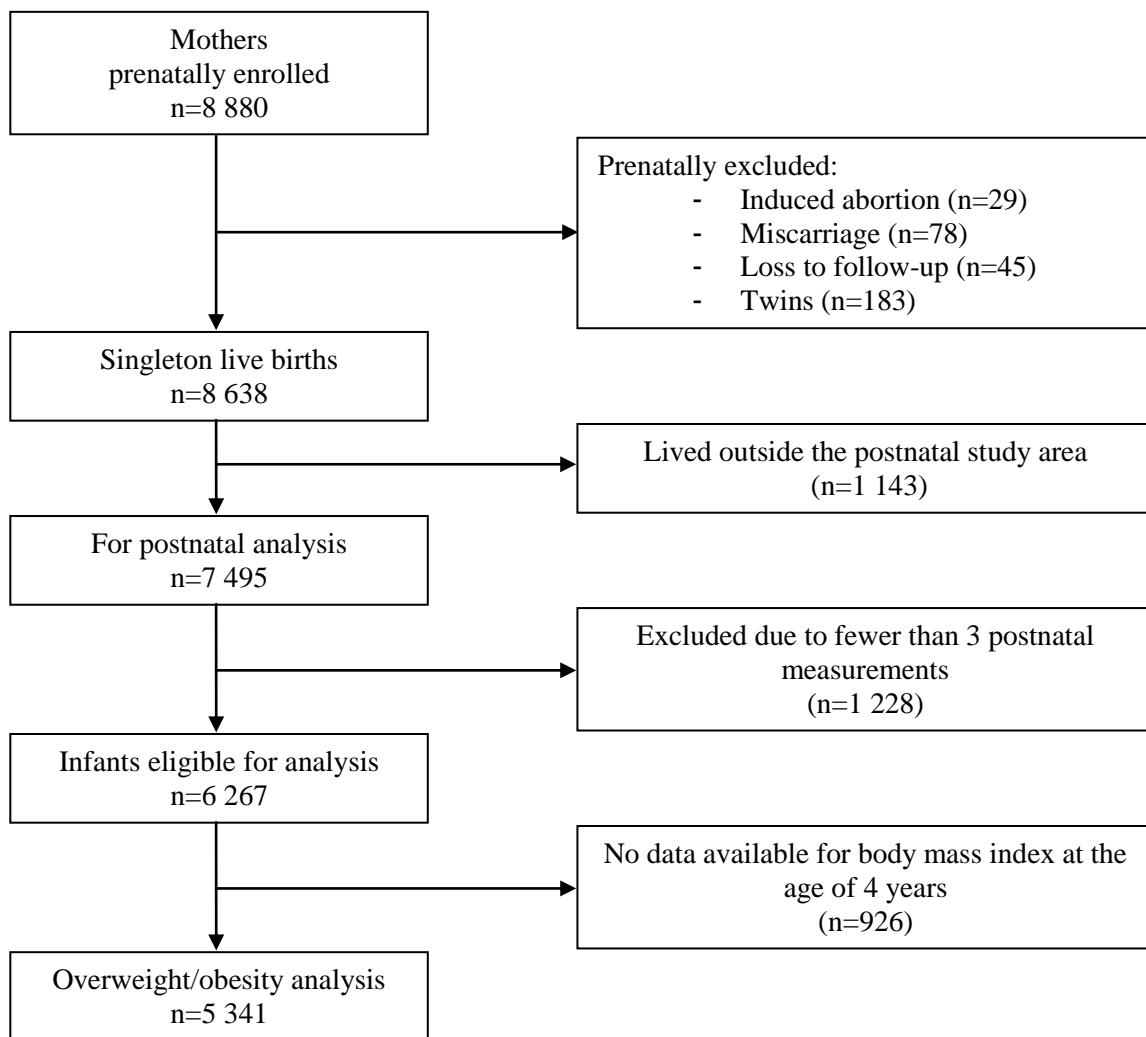 Mothers
prenatally enrolled
n=8 880
Prenatally excluded:
- Induced abortion (n=29)
- Miscarriage (n=78)
- Loss to follow-up (n=45)
- Twins (n=183)
Singleton live births
n=8 638
Lived outside the postnatal study area
(n=1 143)
For postnatal analysis
n=7 495
Excluded due to fewer than 3 postnatal
measurements
(n=1 228)
Infants eligible for analysis
n=6 267
No data available for body mass index at the
age of 4 years
(n=926)
Overweight/obesity analysis
n=5 341